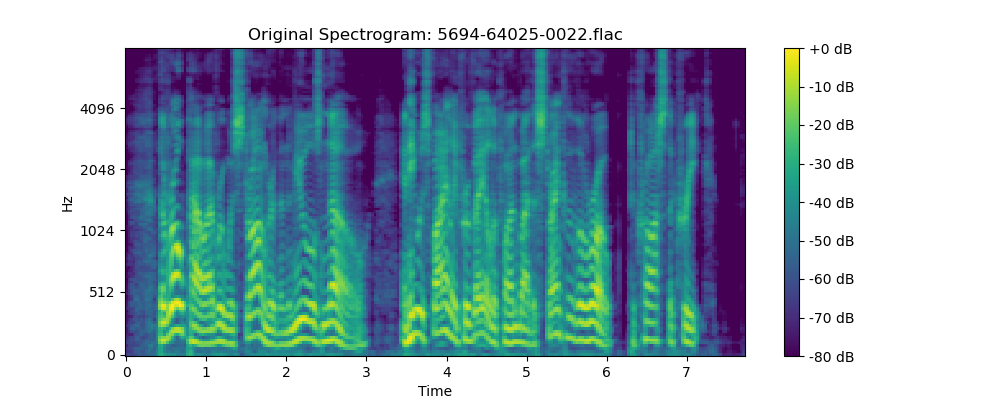 Original Spectrogram: 5694-64025-0022.flac
Hz
4096
2048
1024
512
0
0 1 2 3 4 5 6 7
Time
+0 dB
-10 dB
-20 dB
-30 dB
-40 dB
-50 dB
-60 dB
-70 dB
-80 dB